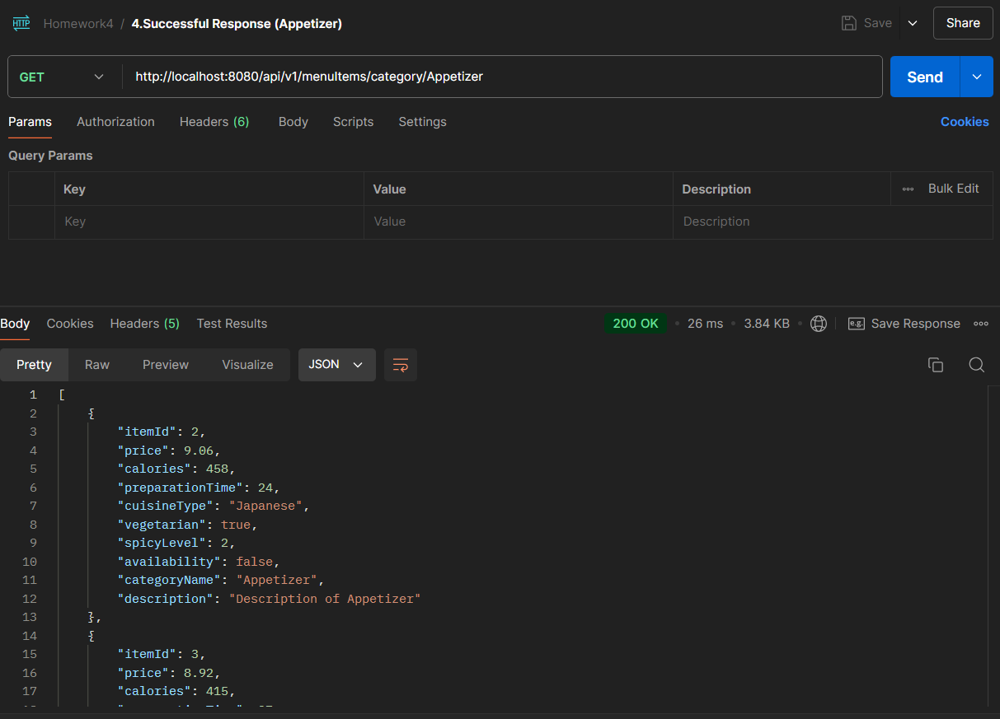 HTTP Homework4 / 4.Successful Response (Appetizer) Save Share
GET http://localhost:8080/api/v1/menuItems/category/Appetizer Send
Params Authorization Headers (6) Body Scripts Settings Cookies
Query Params
Key Value Description Bulk Edit
Key Value Description
Body Cookies Headers (5) Test Results 200 OK • 26 ms • 3.84 KB • e.g. Save Response
Pretty Raw Preview Visualize JSON
1 [
2 {
3 "itemId": 2,
4 "price": 9.06,
5 "calories": 458,
6 "preparationTime": 24,
7 "cuisineType": "Japanese",
8 "vegetarian": true,
9 "spicyLevel": 2,
10 "availability": false,
11 "categoryName": "Appetizer",
12 "description": "Description of Appetizer"
13 },
14 {
15 "itemId": 3,
16 "price": 8.92,
17 "calories": 415,